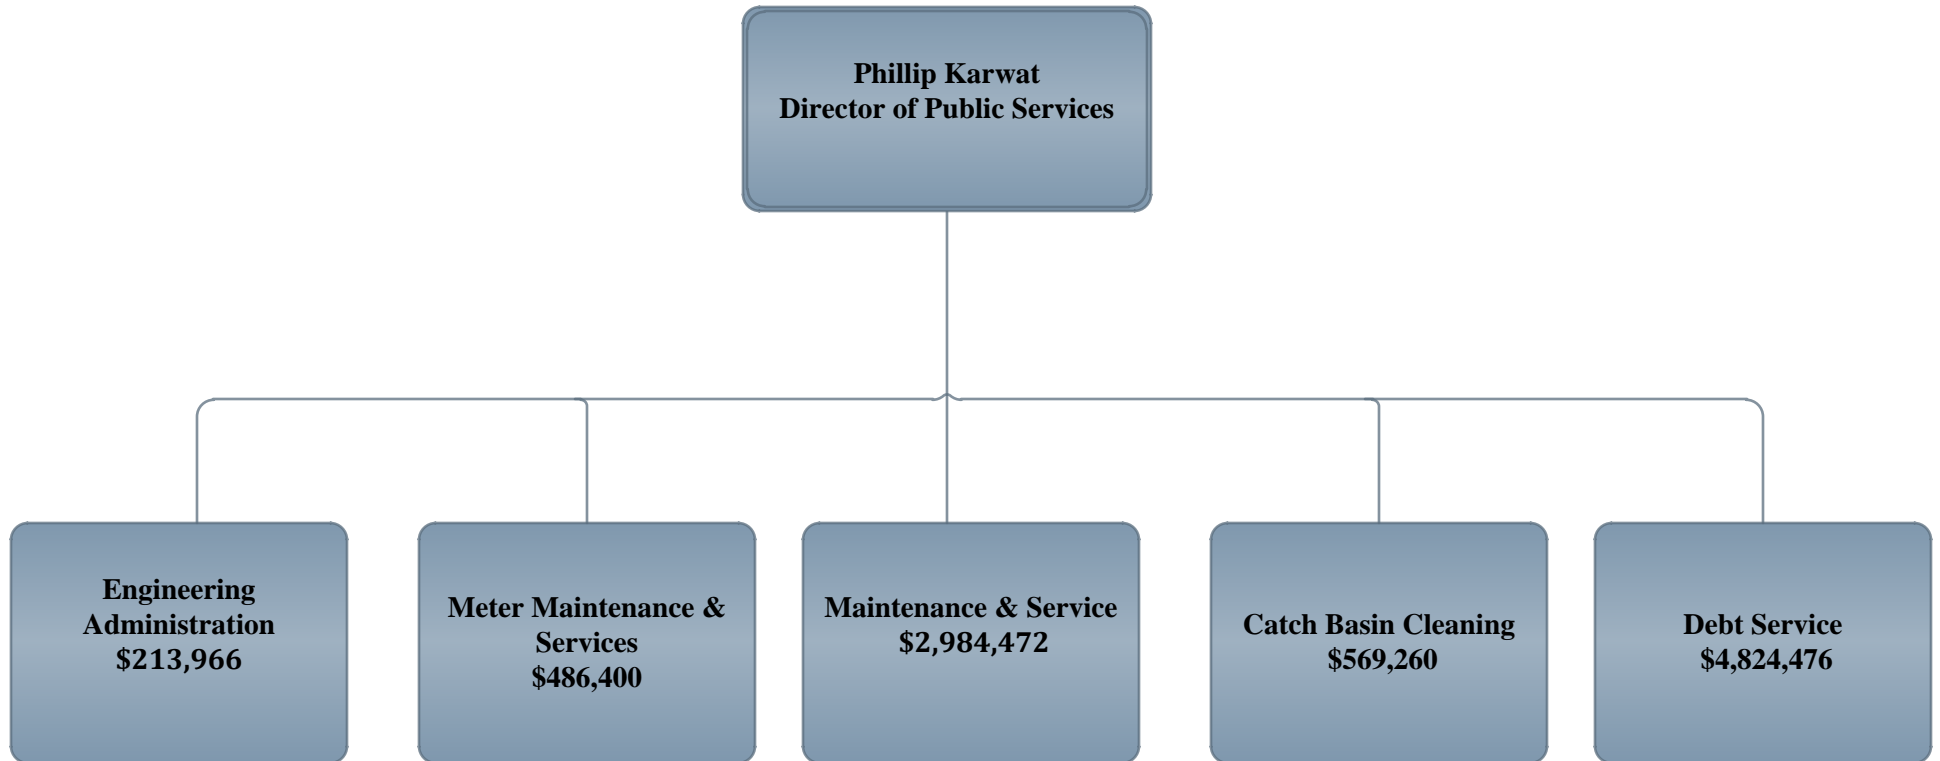 Phillip Karwat
Director of Public Services
Engineering
Administration
$213,966
Meter Maintenance &
Services
$486,400
Maintenance & Service
$2,984,472
Catch Basin Cleaning
$569,260
Debt Service
$4,824,476